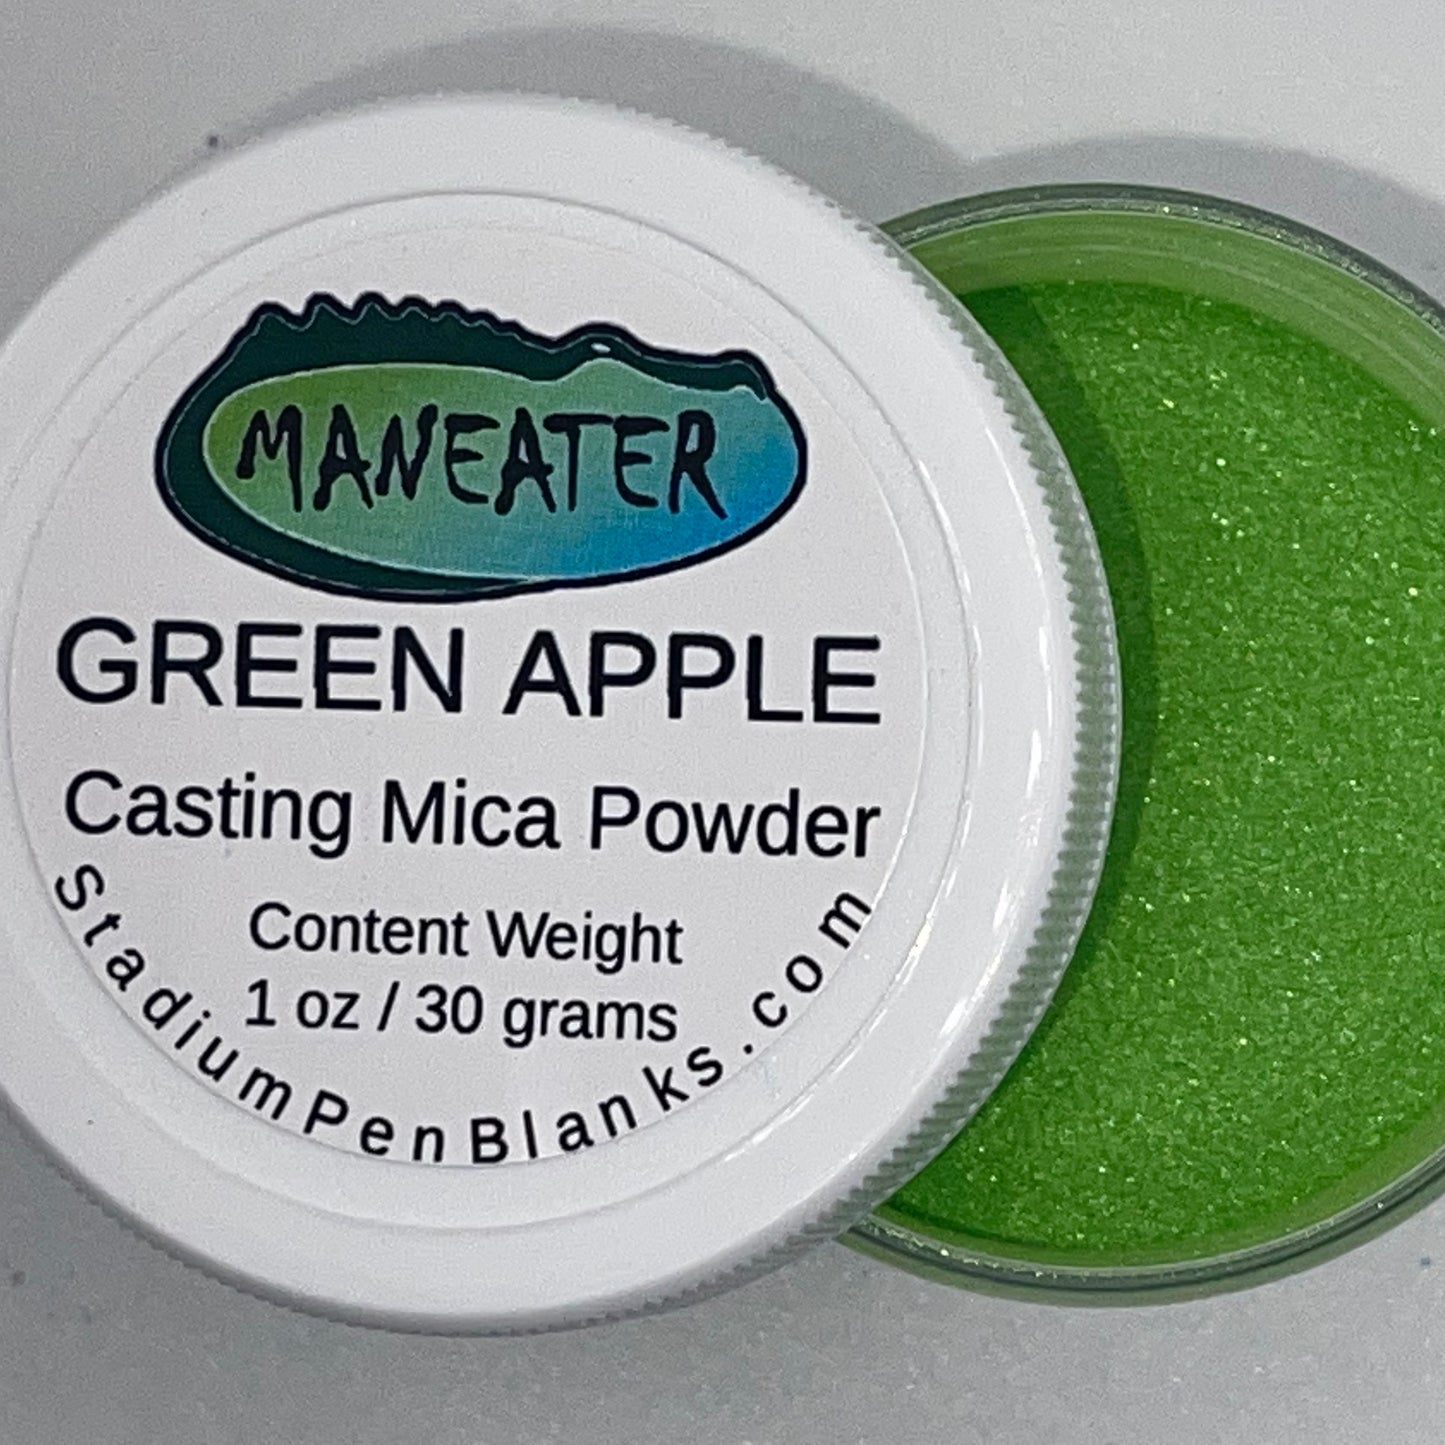 MANEATER
GREEN APPLE
Casting Mica Powder
Content Weight
1 oz / 30 grams
StadiumPenBlanks.com